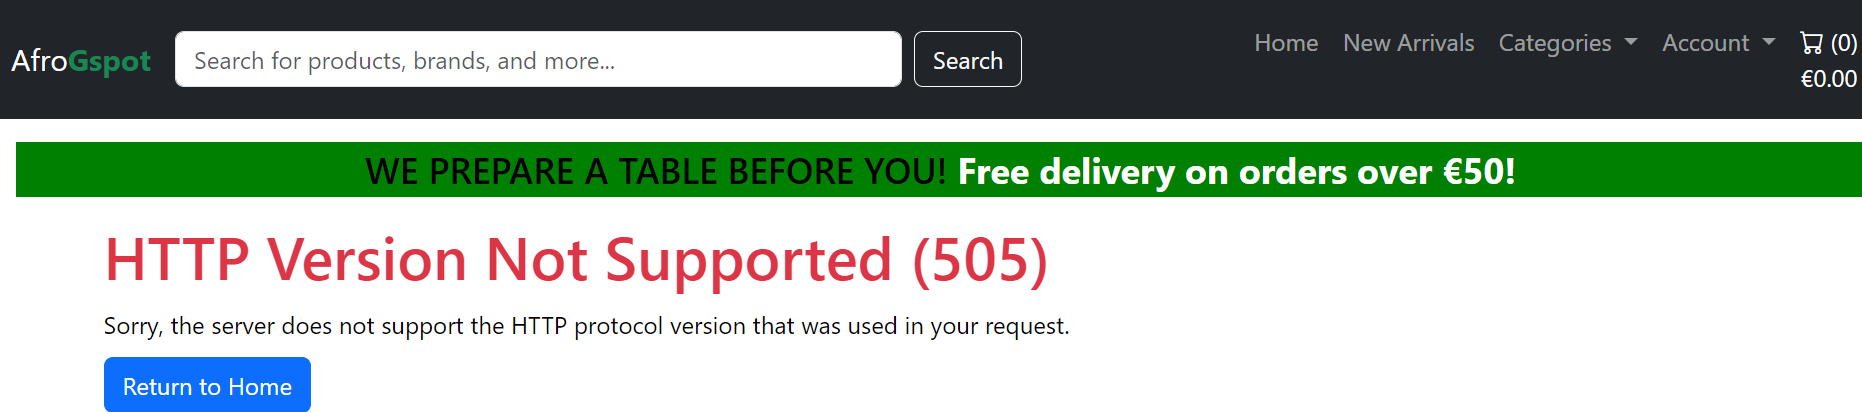 AfroGspot
Search for products, brands, and more...
Search
Home
New Arrivals
Categories
Account
(0)
€0.00
WE PREPARE A TABLE BEFORE YOU! Free delivery on orders over €50!
HTTP Version Not Supported (505)
Sorry, the server does not support the HTTP protocol version that was used in your request.
Return to Home